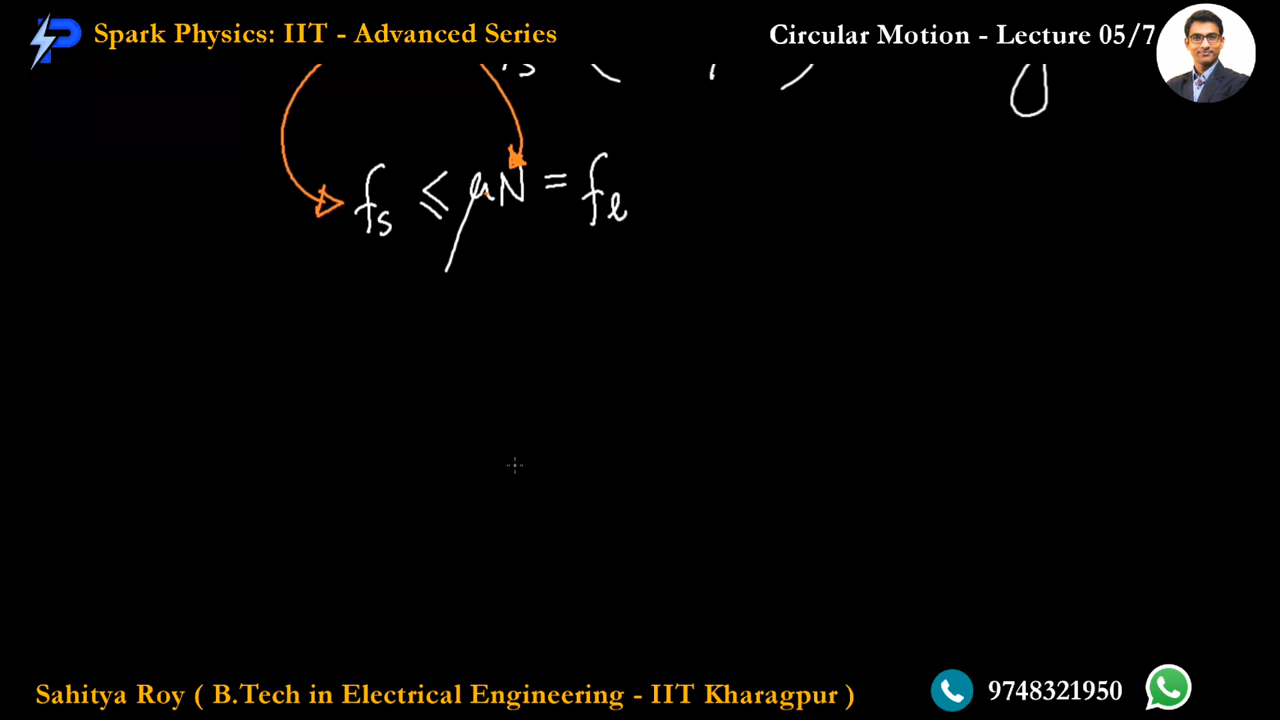 Spark Physics: IIT - Advanced Series
Circular Motion - Lecture 05/7
fs ≤ μN = fl
Sahitya Roy ( B.Tech in Electrical Engineering - IIT Kharagpur )
9748321950